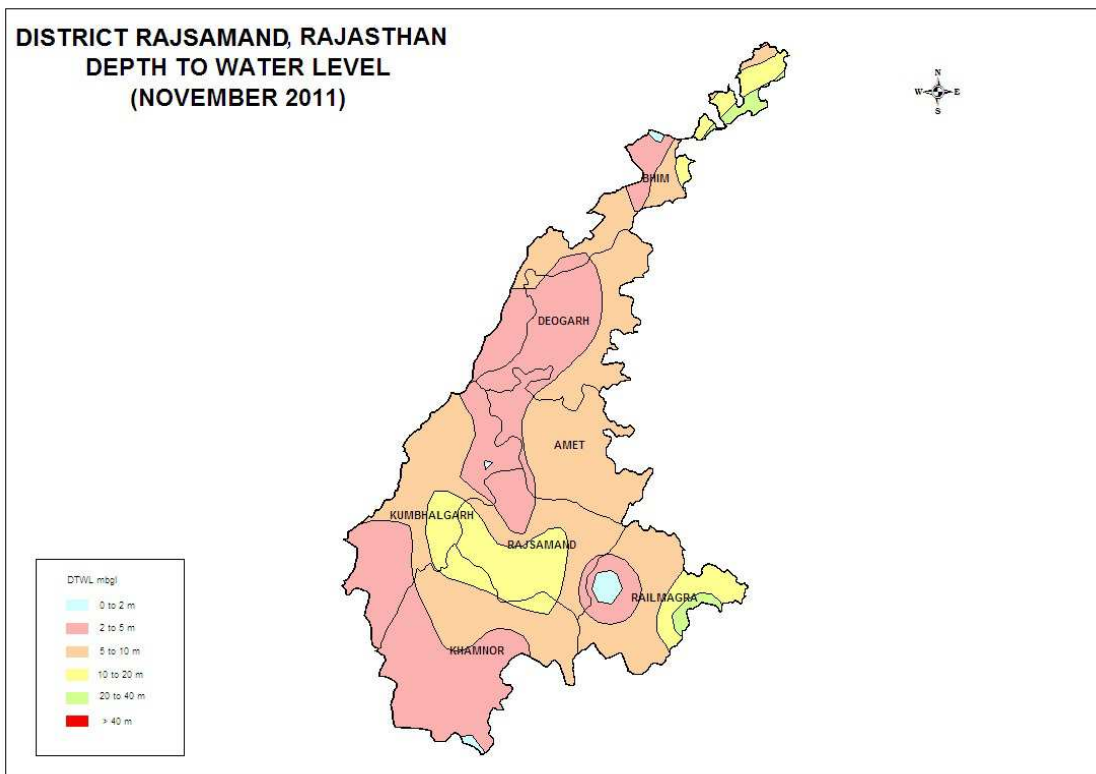 DISTRICT RAJSAMAND, RAJASTHAN
DEPTH TO WATER LEVEL
(NOVEMBER 2011)
N
W E
S
BHIM
DEOGARH
AMET
KUMBHALGARH
RAJSAMAND
RAILMAGRA
KHAMNOR
DTWL mbgl
0 to 2 m
2 to 5 m
5 to 10 m
10 to 20 m
20 to 40 m
> 40 m